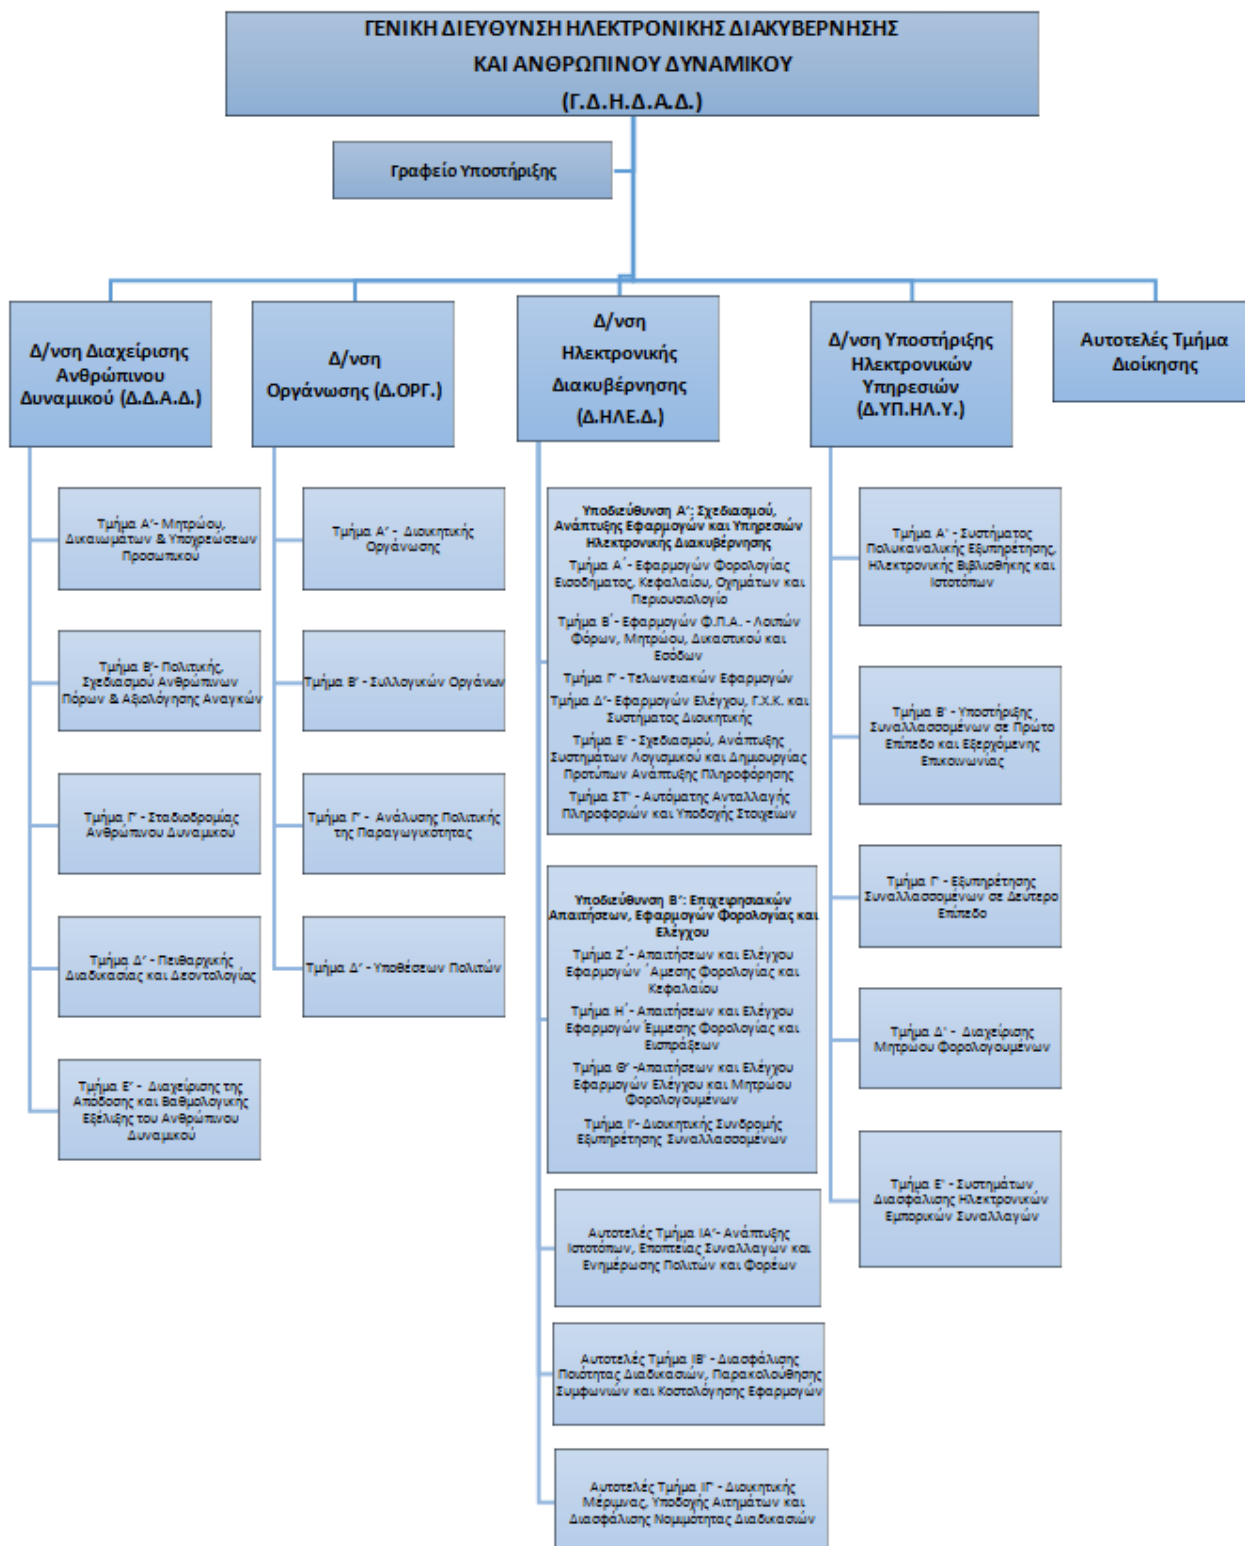 ΓΕΝΙΚΗ ΔΙΕΥΘΥΝΣΗ ΗΛΕΚΤΡΟΝΙΚΗΣ ΔΙΑΚΥΒΕΡΝΗΣΗΣ
ΚΑΙ ΑΝΘΡΩΠΙΝΟΥ ΔΥΝΑΜΙΚΟΥ
(Γ.Δ.Η.Δ.Α.Δ.)
Γραφείο Υποστήριξης
Δ/νση Διαχείρισης
Ανθρώπινου
Δυναμικού (Δ.Δ.Α.Δ.)
Τμήμα Α'- Μητρώου,
Δικαιωμάτων & Υποχρεώσεων
Προσωπικού
Τμήμα Β'- Πολιτικής,
Σχεδιασμού Ανθρώπινων
Πόρων & Αξιολόγησης Αναγκών
Τμήμα Γ' - Σταδιοδρομίας
Ανθρώπινου Δυναμικού
Τμήμα Δ' - Πειθαρχικής
Διαδικασίας και Δεοντολογίας
Τμήμα Ε' - Διαχείρισης της
Απόδοσης και Βαθμολογικής
Εξέλιξης του Ανθρώπινου
Δυναμικού
Δ/νση
Οργάνωσης (Δ.ΟΡΓ.)
Τμήμα Α' - Διοικητικής
Οργάνωσης
Τμήμα Β' - Συλλογικών Οργάνων
Τμήμα Γ' - Ανάλυσης Πολιτικής
της Παραγωγικότητας
Τμήμα Δ' - Υποθέσεων Πολιτών
Δ/νση
Ηλεκτρονικής
Διακυβέρνησης
(Δ.ΗΛΕ.Δ.)
Υποδιεύθυνση Α': Σχεδιασμού,
Ανάπτυξης Εφαρμογών και Υπηρεσιών
Ηλεκτρονικής Διακυβέρνησης
Τμήμα Α΄- Εφαρμογών Φορολογίας
Εισοδήματος, Κεφαλαίου, Οχημάτων και
Περιουσιολογίο
Τμήμα Β΄- Εφαρμογών Φ.Π.Α. - Λοιπών
Φόρων, Μητρώου, Δικαστικού και
Εσόδων
Τμήμα Γ' - Τελωνειακών Εφαρμογών
Τμήμα Δ'- Εφαρμογών Ελέγχου, Γ.Χ.Κ. και
Συστήματος Διοικητικής
Τμήμα Ε' - Σχεδιασμού, Ανάπτυξης
Συστημάτων Λογισμικού και Δημιουργίας
Προτύπων Ανάπτυξης Πληροφόρησης
Τμήμα ΣΤ' - Αυτόματης Ανταλλαγής
Πληροφοριών και Υποδοχής Στοιχείων
Υποδιεύθυνση Β': Επιχειρησιακών
Απαιτήσεων, Εφαρμογών Φορολογίας και
Ελέγχου
Τμήμα Ζ΄- Απαιτήσεων και Ελέγχου
Εφαρμογών ΄Αμεσης Φορολογίας και
Κεφαλαίου
Τμήμα Η΄- Απαιτήσεων και Ελέγχου
Εφαρμογών Έμμεσης Φορολογίας και
Εισπράξεων
Τμήμα Θ' -Απαιτήσεων και Ελέγχου
Εφαρμογών Ελέγχου και Μητρώου
Φορολογουμένων
Τμήμα Ι'- Διοικητικής Συνδρομής
Εξυπηρέτησης Συναλλασσομένων
Αυτοτελές Τμήμα ΙΑ'- Ανάπτυξης
Ιστοτόπων, Εποπτείας Συναλλαγών και
Ενημέρωσης Πολιτών και Φορέων
Αυτοτελές Τμήμα ΙΒ' - Διασφάλισης
Ποιότητας Διαδικασιών, Παρακολούθησης
Συμφωνιών και Κοστολόγησης Εφαρμογών
Αυτοτελές Τμήμα ΙΓ' - Διοικητικής
Μέριμνας, Υποδοχής Αιτημάτων και
Διασφάλισης Νομιμότητας Διαδικασιών
Δ/νση Υποστήριξης
Ηλεκτρονικών
Υπηρεσιών
(Δ.ΥΠ.ΗΛ.Υ.)
Τμήμα Α' - Συστήματος
Πολυκαναλικής Εξυπηρέτησης,
Ηλεκτρονικής Βιβλιοθήκης και
Ιστοτόπων
Τμήμα Β' - Υποστήριξης
Συναλλασσομένων σε Πρώτο
Επίπεδο και Εξερχόμενης
Επικοινωνίας
Τμήμα Γ' - Εξυπηρέτησης
Συναλλασσομένων σε Δεύτερο
Επίπεδο
Τμήμα Δ' - Διαχείρισης
Μητρώου Φορολογουμένων
Τμήμα Ε' - Συστημάτων
Διασφάλισης Ηλεκτρονικών
Εμπορικών Συναλλαγών
Αυτοτελές Τμήμα
Διοίκησης